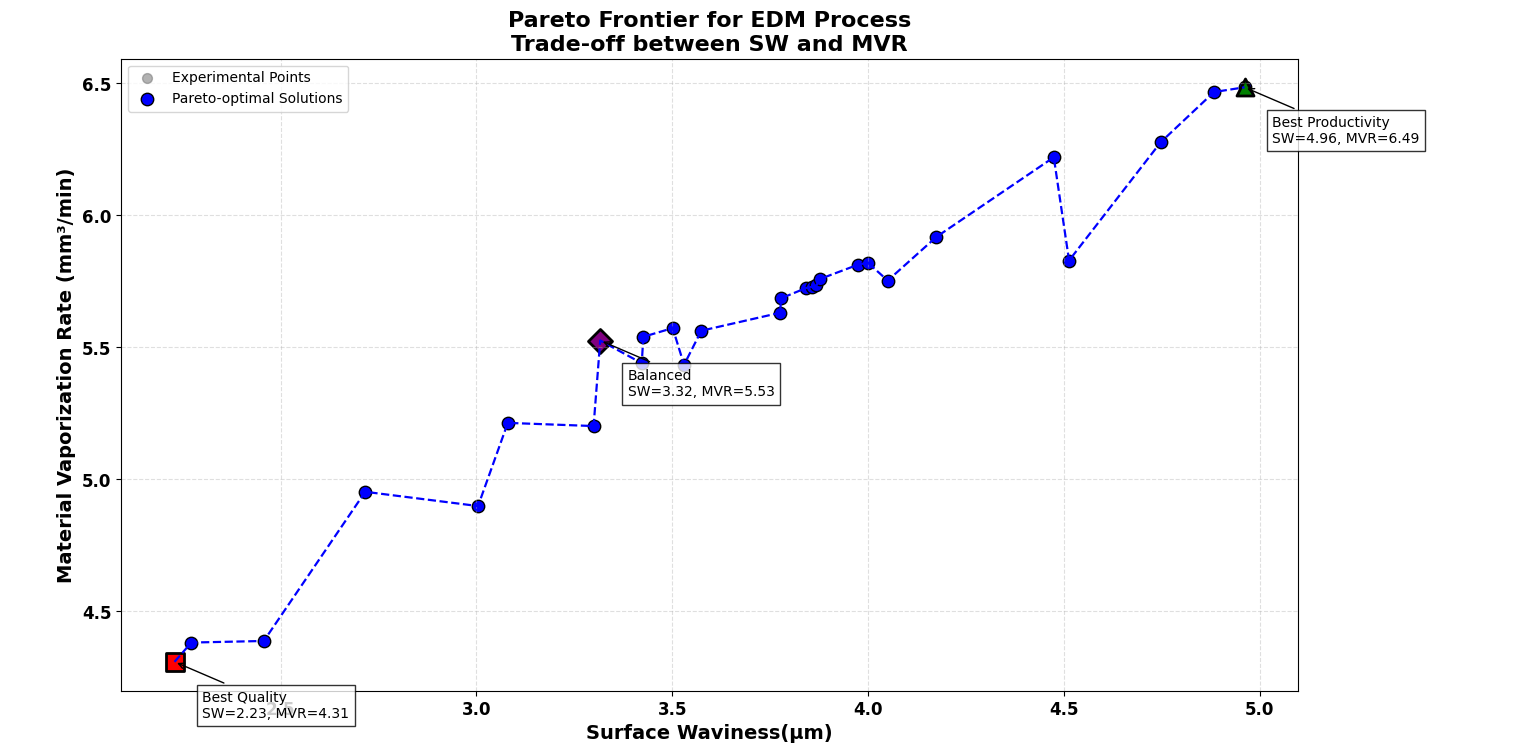 Pareto Frontier for EDM Process
Trade-off between SW and MVR
Experimental Points
Pareto-optimal Solutions
6.5
6.0
5.5
5.0
4.5
Material Vaporization Rate (mm³/min)
Best Productivity
SW=4.96, MVR=6.49
Balanced
SW=3.32, MVR=5.53
Best Quality
SW=2.23, MVR=4.31
2.5
3.0
3.5
4.0
4.5
5.0
Surface Waviness(μm)